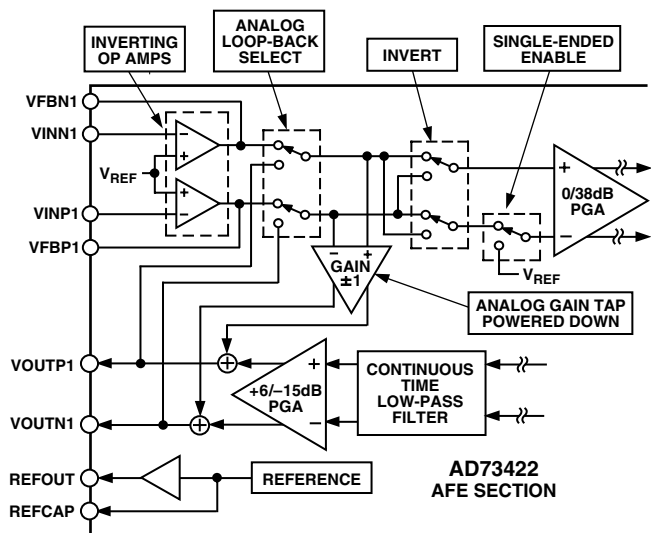 ANALOG
LOOP-BACK
SELECT
INVERTING
OP AMPS
INVERT
SINGLE-ENDED
ENABLE
VFBN1
VINN1
VREF
VINP1
VFBP1
–
+
+
–
+
0/38dB
PGA
–
VREF
– +
GAIN
±1
ANALOG GAIN TAP
POWERED DOWN
VOUTP1
VOUTN1
+
+
+
+6/–15dB
PGA
–
CONTINUOUS
TIME
LOW-PASS
FILTER
REFOUT
REFCAP
REFERENCE
AD73422
AFE SECTION